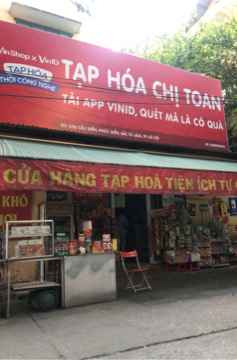 VinShop x VinID
TẠP HÓA
THỜI CÔNG NGHỆ
TẠP HÓA CHỊ TOAN
TẢI APP VINID, QUÉT MÃ LÀ CÓ QUÀ
CỬA HÀNG TẠP HOÁ TIỆN ÍCH TỰ
KHÔ